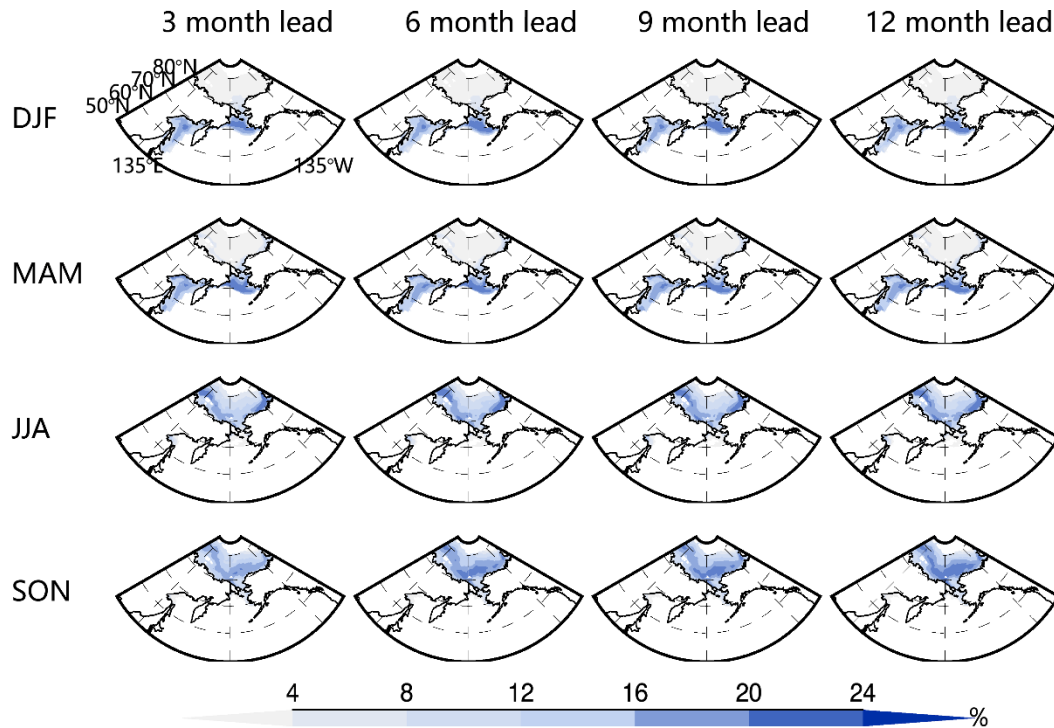 3 month lead 6 month lead 9 month lead 12 month lead
80°N
70°N
60°N
50°N
DJF
135°E 135°W
MAM
JJA
SON
4 8 12 16 20 24
%